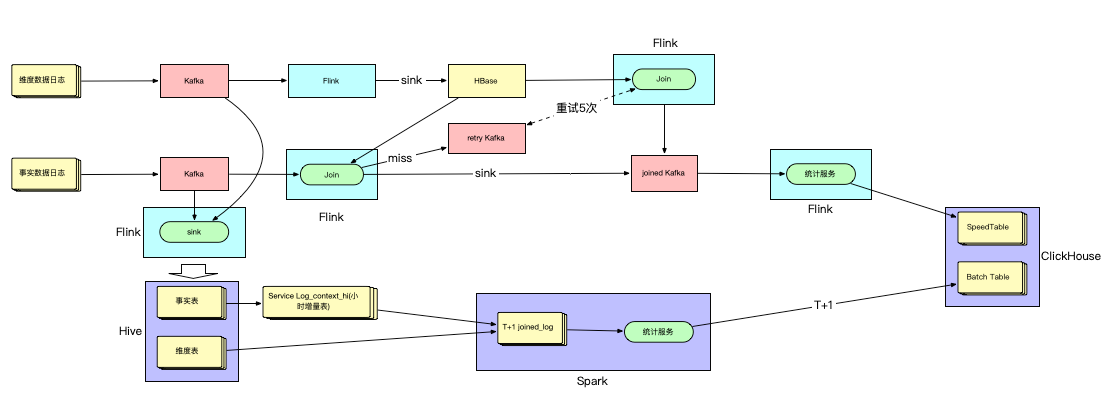 Flink
维度数据日志
Kafka
Flink
sink
HBase
Join
重试5次
retry Kafka
miss
事实数据日志
Kafka
Join
sink
joined Kafka
统计服务
Flink
Flink
Flink
sink
SpeedTable
ClickHouse
Batch Table
事实表
Service Log_context_hi(小
时增量表)
T+1
Hive
T+1 joined_log
统计服务
维度表
Spark